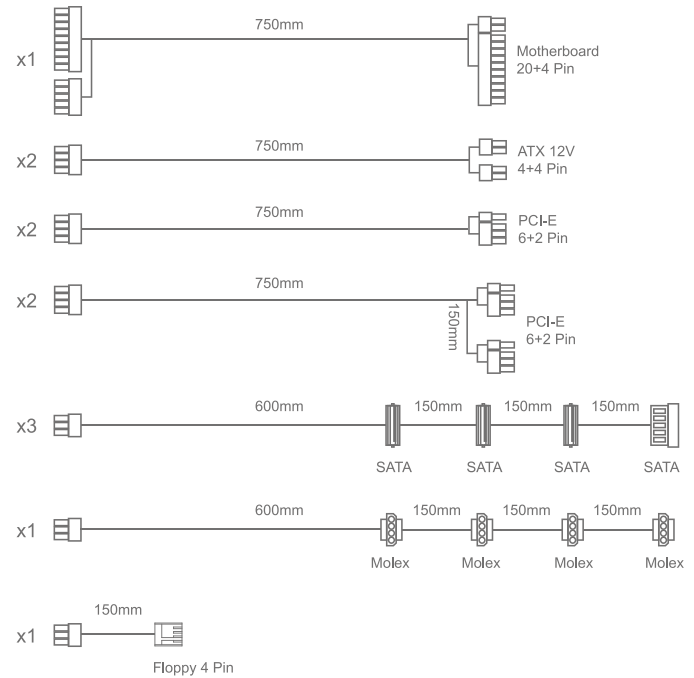 750mm
x1
Motherboard
20+4 Pin
750mm
x2
ATX 12V
4+4 Pin
750mm
x2
PCI-E
6+2 Pin
750mm
x2
150mm
PCI-E
6+2 Pin
600mm 150mm 150mm 150mm
x3
SATA SATA SATA SATA
600mm 150mm 150mm 150mm
x1
Molex Molex Molex Molex
150mm
x1
Floppy 4 Pin